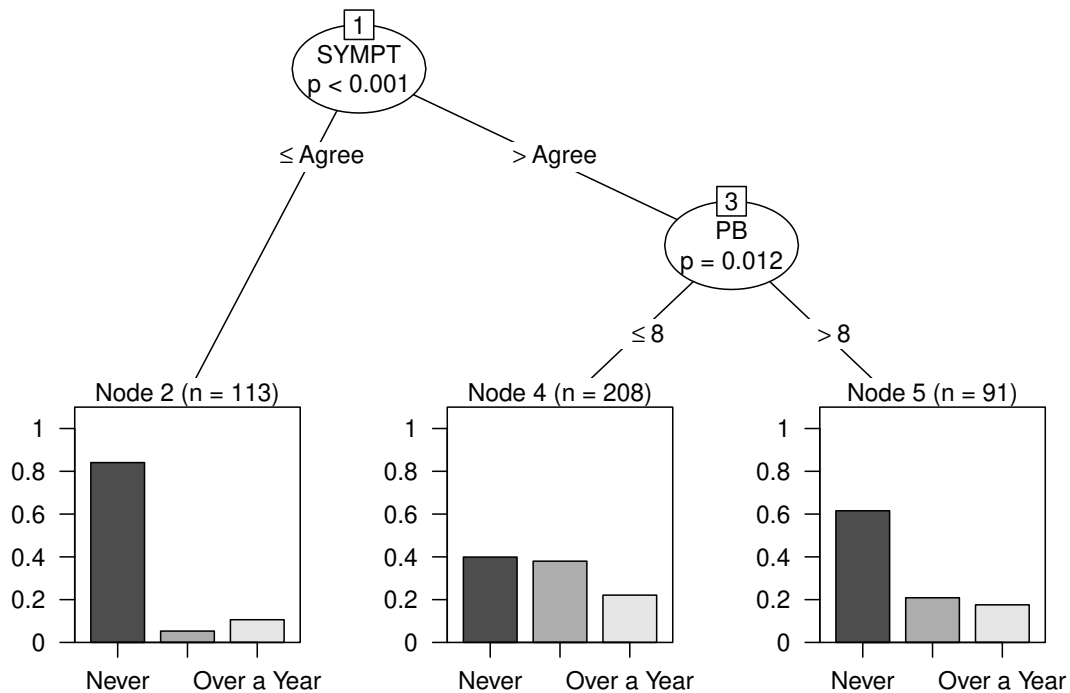 1
SYMPT
p < 0.001
≤ Agree
> Agree
3
PB
p = 0.012
≤ 8
> 8
Node 2 (n = 113)
1
0.8
0.6
0.4
0.2
0
Never
Over a Year
Node 4 (n = 208)
1
0.8
0.6
0.4
0.2
0
Never
Over a Year
Node 5 (n = 91)
1
0.8
0.6
0.4
0.2
0
Never
Over a Year